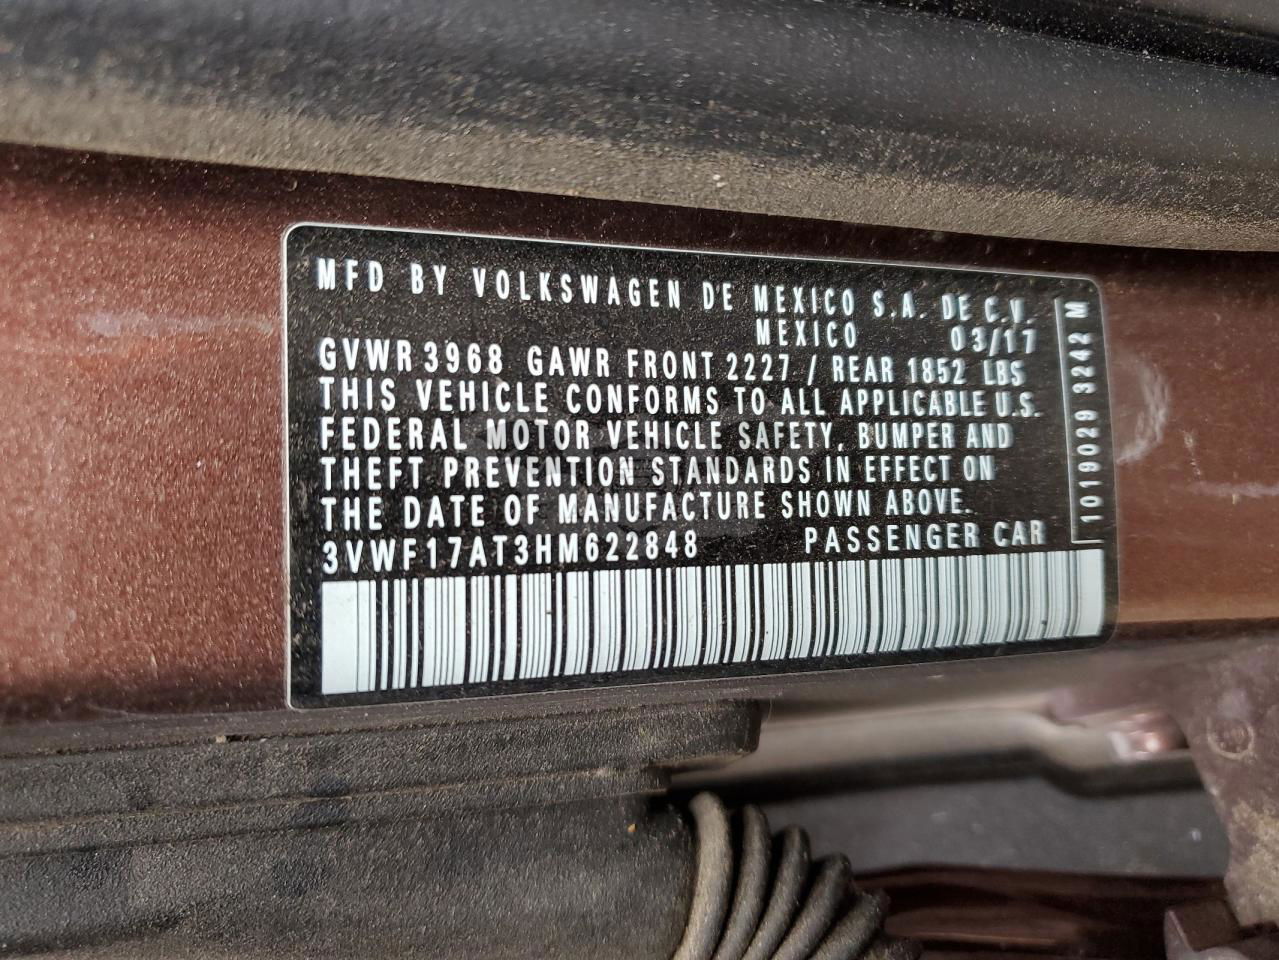 MFD BY VOLKSWAGEN DE MEXICO S.A. DE C.V.
MEXICO 03/17
GVWR 3968 GAWR FRONT 2227 / REAR 1852 LBS
THIS VEHICLE CONFORMS TO ALL APPLICABLE U.S.
FEDERAL MOTOR VEHICLE SAFETY, BUMPER AND
THEFT PREVENTION STANDARDS IN EFFECT ON
THE DATE OF MANUFACTURE SHOWN ABOVE.
3VWF17AT3HM622848 PASSENGER CAR
1019029 3242 M